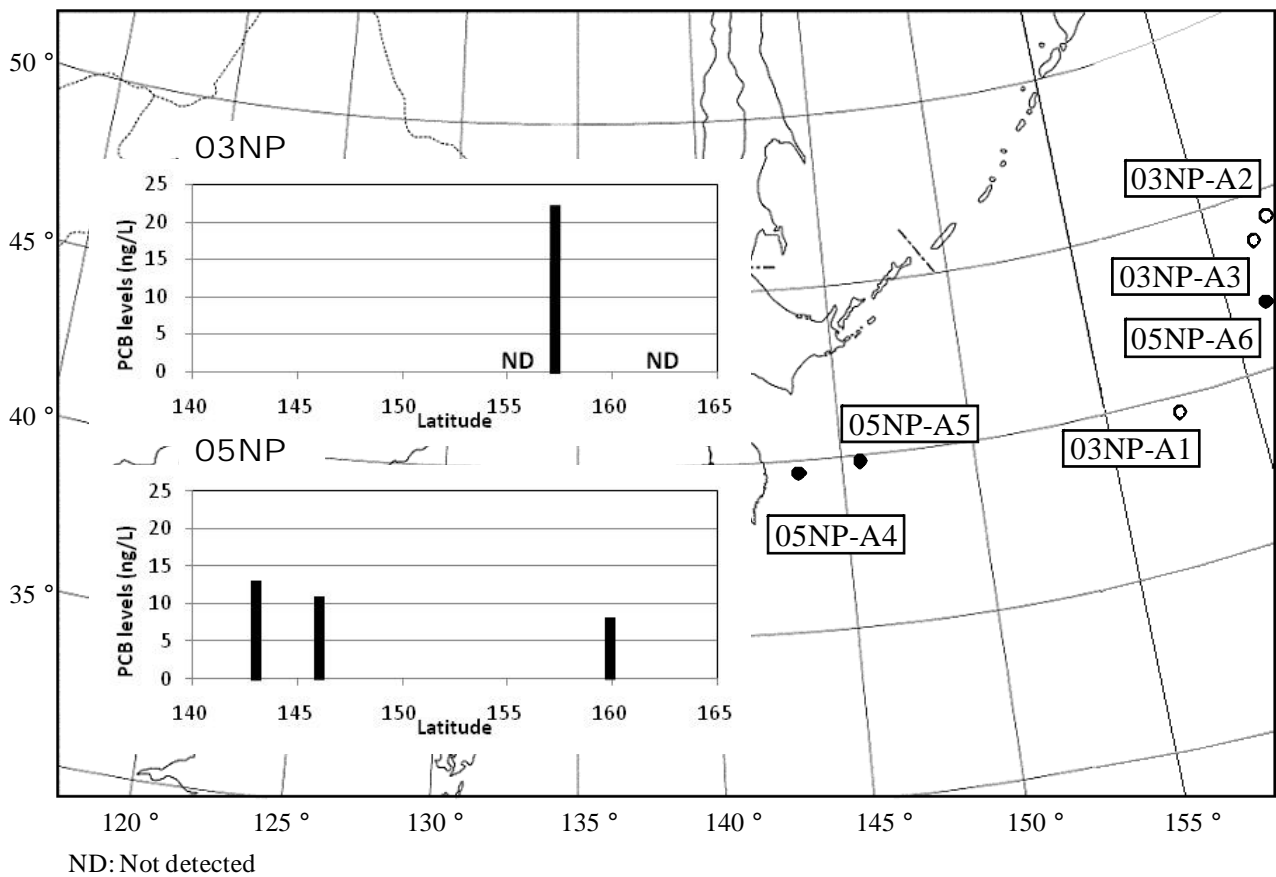 50 °
03NP
03NP-A2
25
20
15
10
5
0
PCB levels (ng/L)
ND
ND
140 145 150 155 160 165
Latitude
45 °
03NP-A3
05NP-A6
40 °
05NP
05NP-A5
03NP-A1
05NP-A4
25
20
15
10
5
0
PCB levels (ng/L)
140 145 150 155 160 165
Latitude
35 °
120 ° 125 ° 130 ° 135 ° 140 ° 145 ° 150 ° 155 °
ND: Not detected